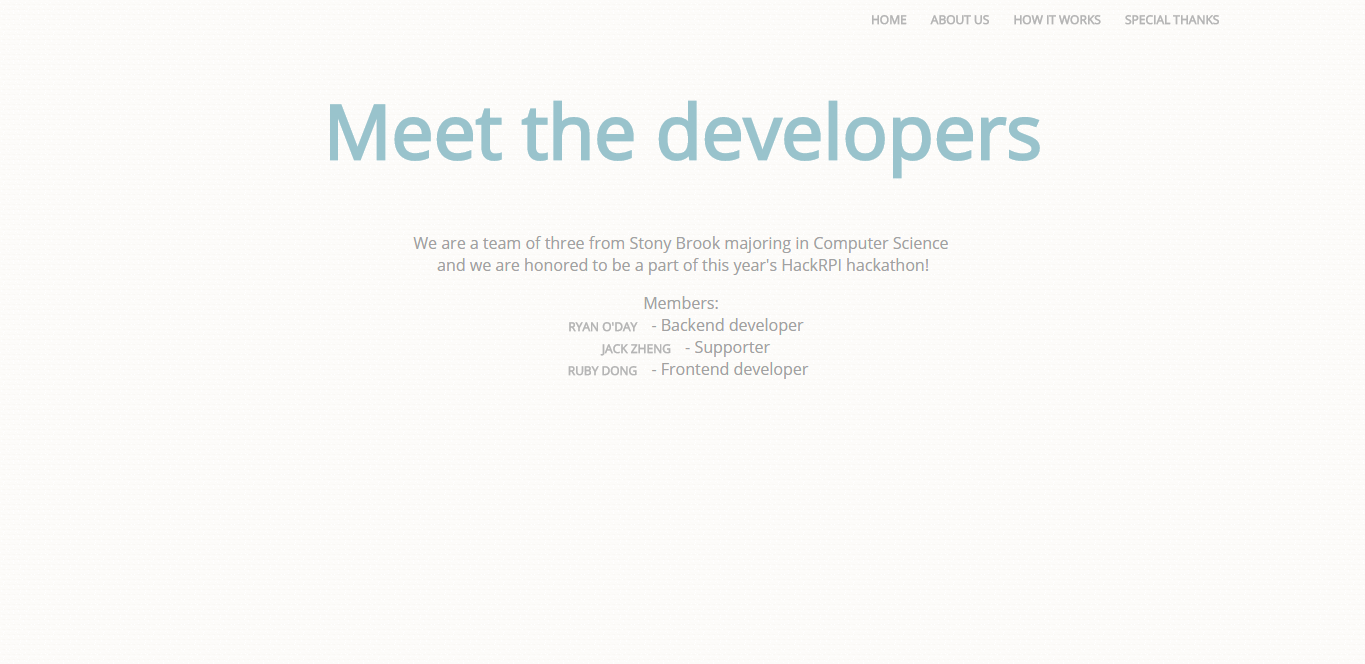 HOME ABOUT US HOW IT WORKS SPECIAL THANKS
Meet the developers
We are a team of three from Stony Brook majoring in Computer Science
and we are honored to be a part of this year's HackRPI hackathon!
Members:
RYAN O'DAY - Backend developer
JACK ZHENG - Supporter
RUBY DONG - Frontend developer